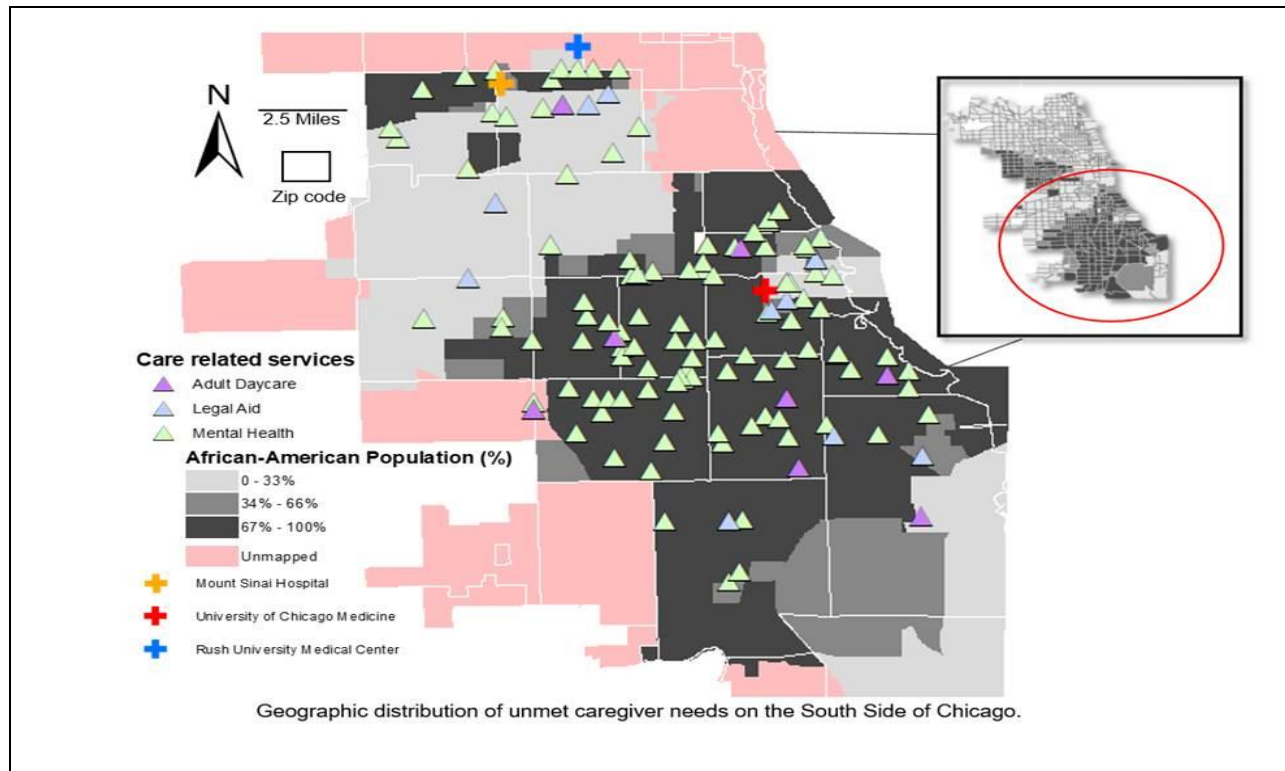 N
2.5 Miles
Zip code
Care related services
Adult Daycare
Legal Aid
Mental Health
African-American Population (%)
0 - 33%
34% - 66%
67% - 100%
Unmapped
Mount Sinai Hospital
University of Chicago Medicine
Rush University Medical Center
Geographic distribution of unmet caregiver needs on the South Side of Chicago.